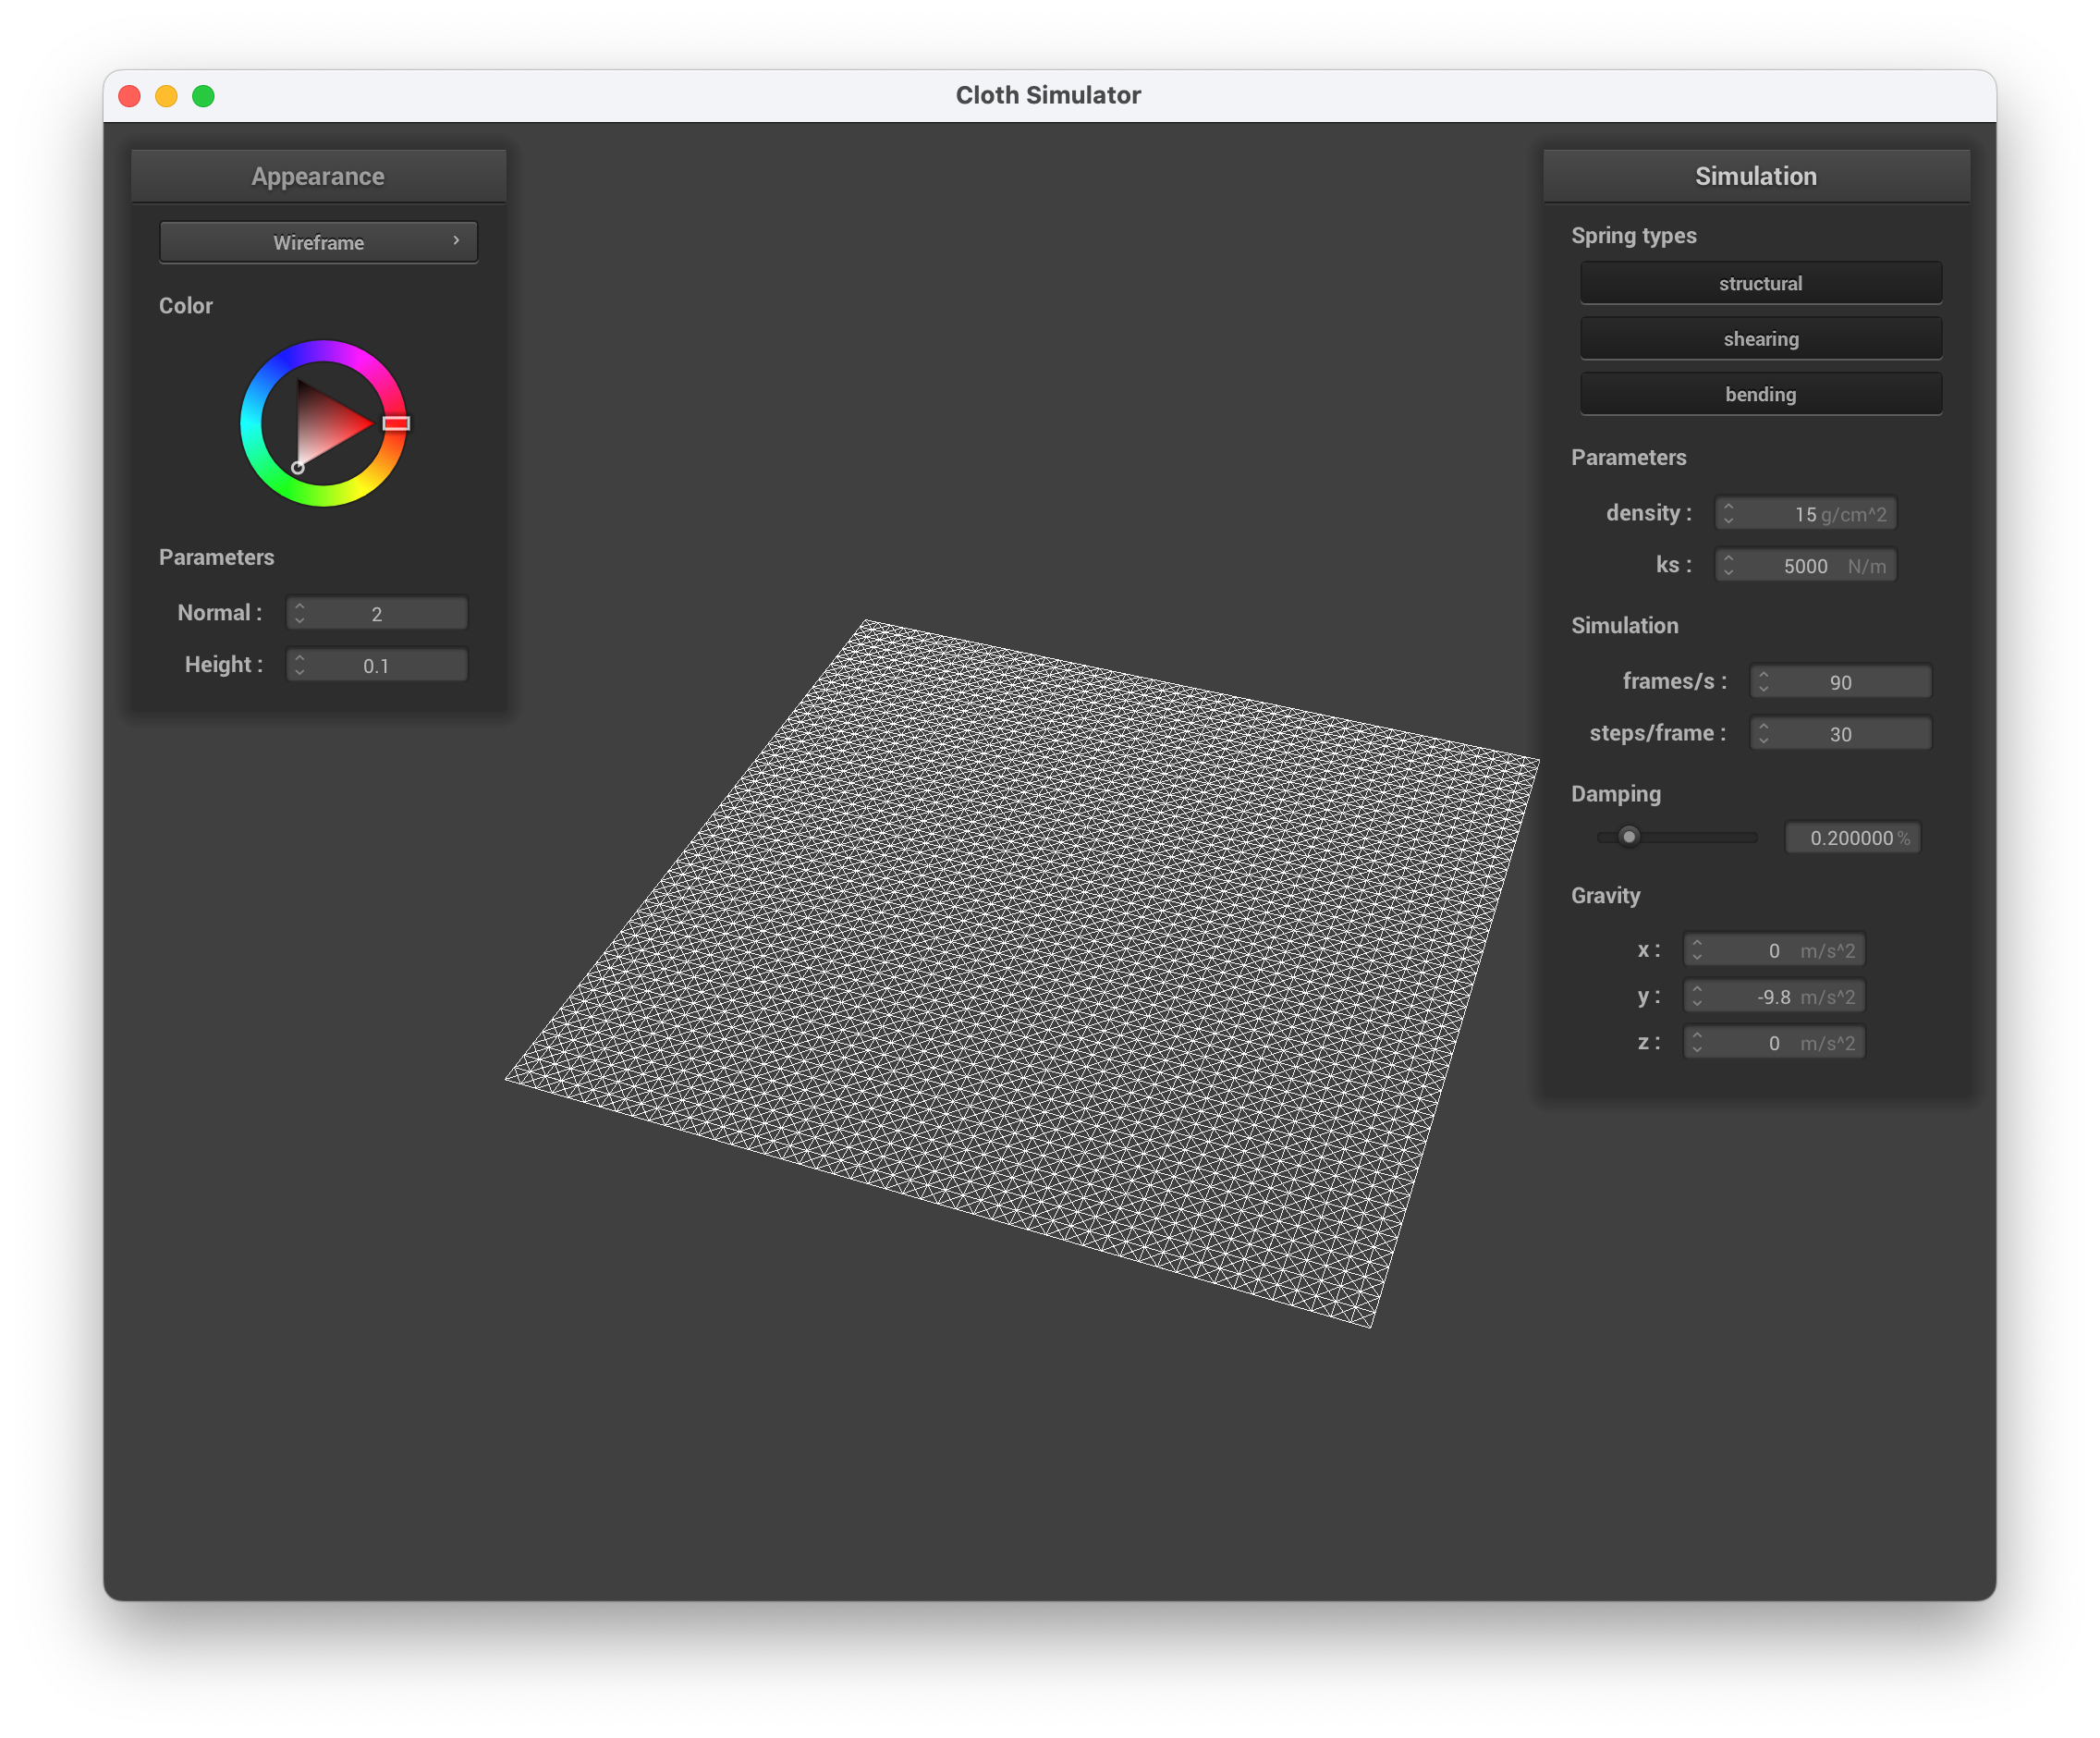 Cloth Simulator
Appearance
Wireframe
Color
Parameters
Normal : 2
Height : 0.1
Simulation
Spring types
structural
shearing
bending
Parameters
density : 15 g/cm^2
ks : 5000 N/m
Simulation
frames/s : 90
steps/frame : 30
Damping
0.200000 %
Gravity
x : 0 m/s^2
y : -9.8 m/s^2
z : 0 m/s^2